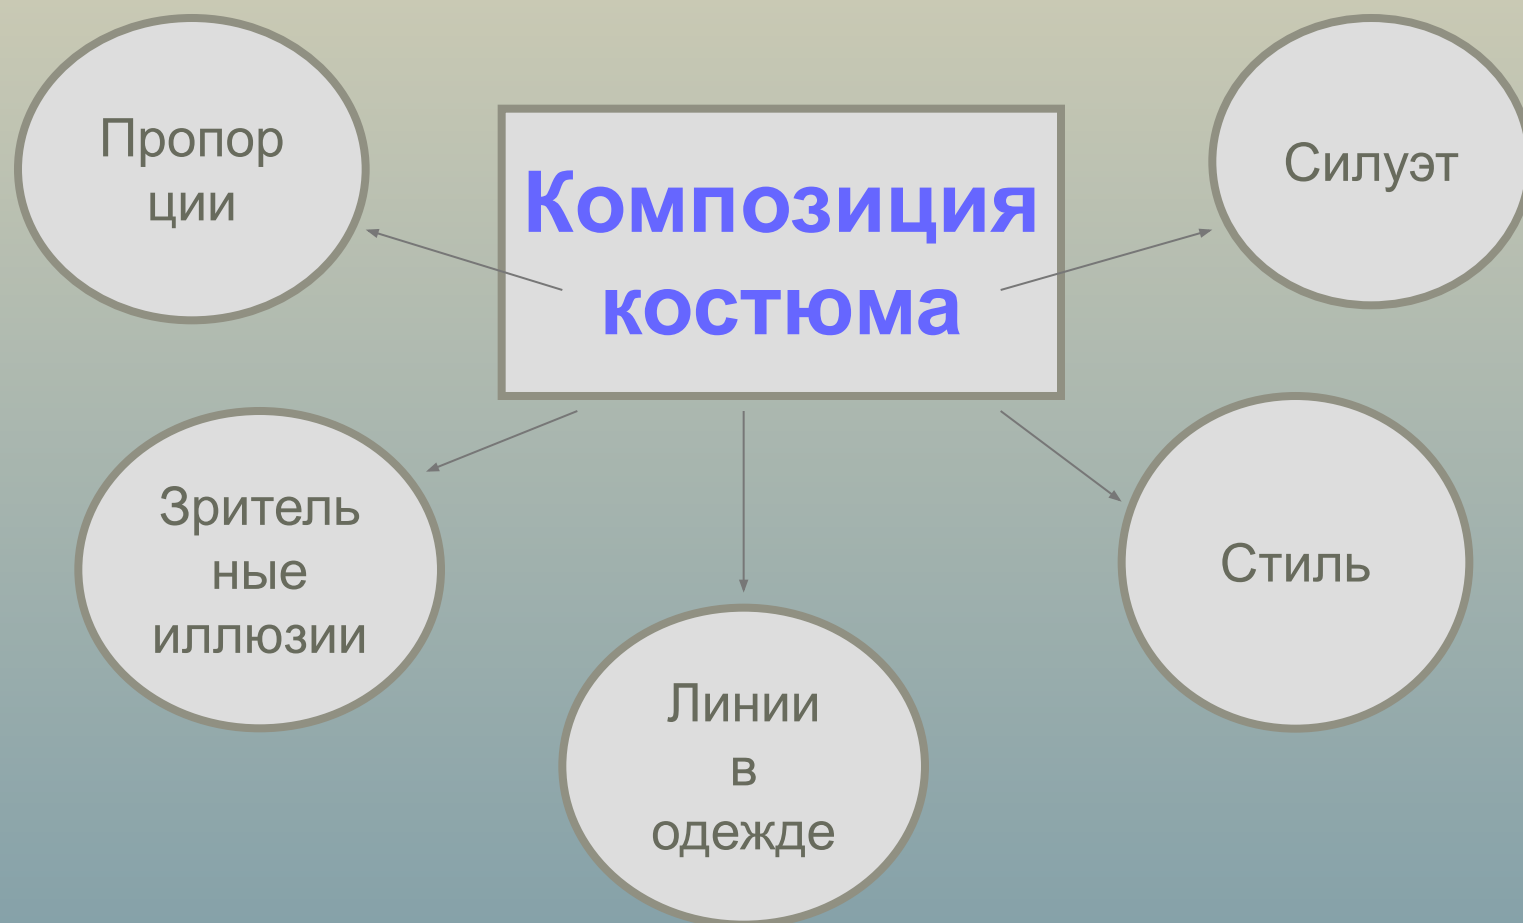 Композиция
костюма
Пропор
ции
Силуэт
Зритель
ные
иллюзии
Стиль
Линии
в
одежде